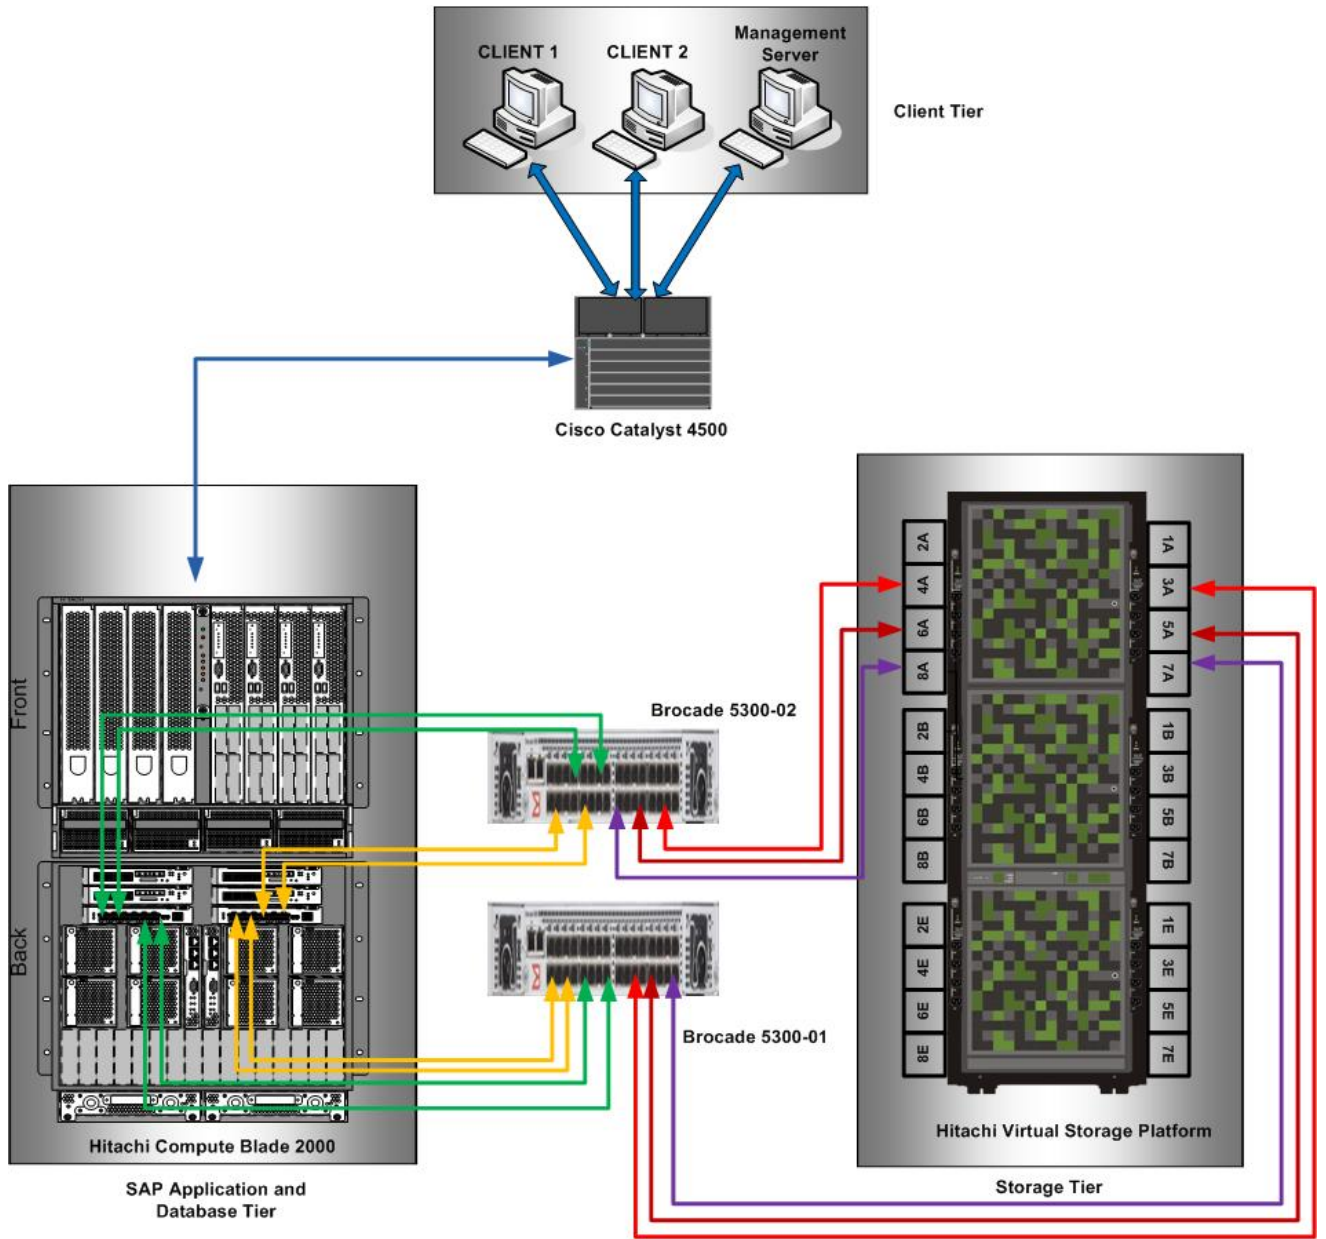 CLIENT 1
CLIENT 2
Management
Server
Client Tier
Cisco Catalyst 4500
Front
Back
Brocade 5300-02
Brocade 5300-01
2A
4A
6A
8A
2B
4B
6B
8B
2E
4E
6E
8E
1A
3A
5A
7A
1B
3B
5B
7B
1E
3E
5E
7E
Hitachi Compute Blade 2000
SAP Application and
Database Tier
Hitachi Virtual Storage Platform
Storage Tier